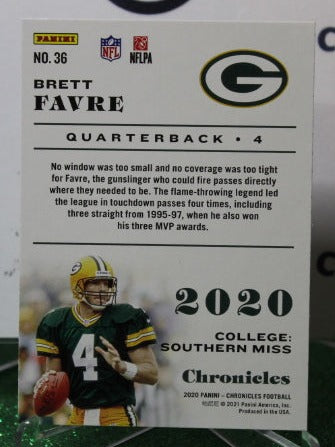 PANINI
NFL
NFLPA
NO. 36
G
BRETT
FAVRE
QUARTERBACK • 4
No window was too small and no coverage was too tight
for Favre, the gunslinger who could fire passes directly
where they needed to be. The flame-throwing legend led
the league in touchdown passes four times, including
three straight from 1995-97, when he also won
his three MVP awards.
2020
COLLEGE:
SOUTHERN MISS
4
Chronicles
2020 PANINI - CHRONICLES FOOTBALL
© 2021 Panini America, Inc.
Produced in the USA.